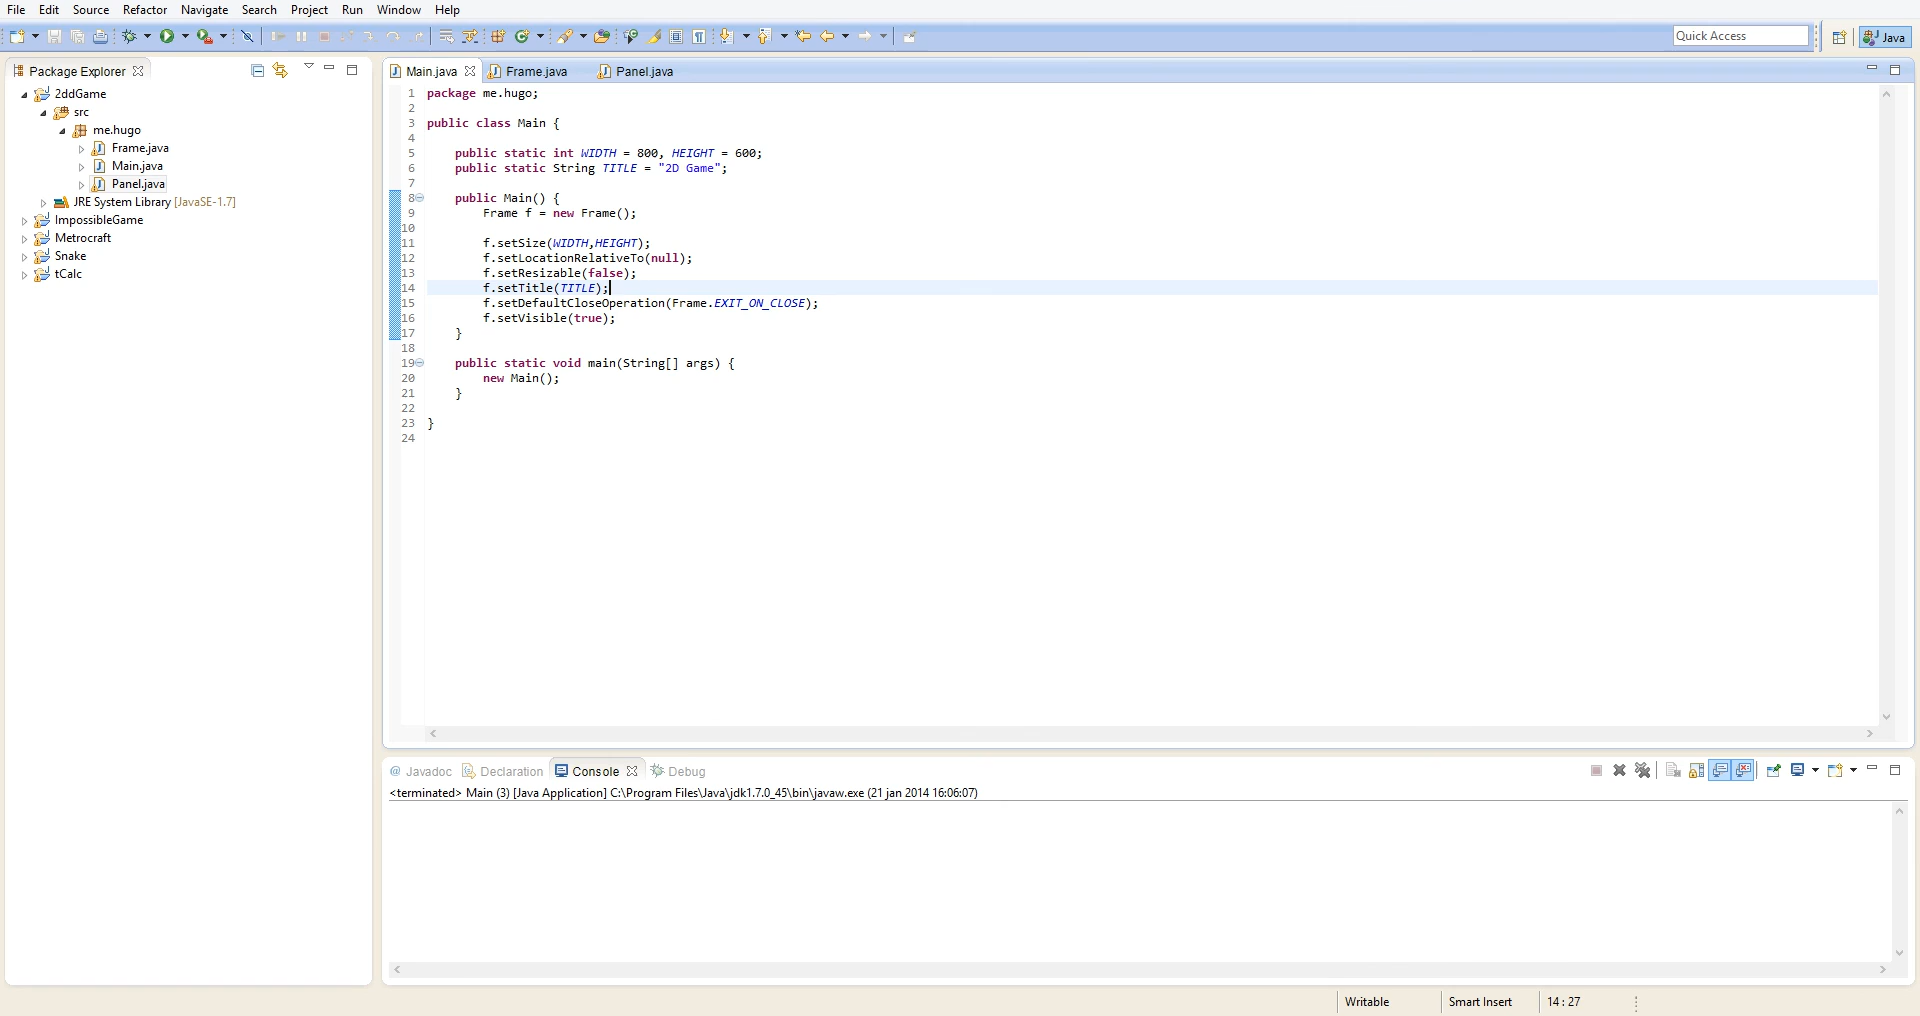 File Edit Source Refactor Navigate Search Project Run Window Help
Quick Access
Java
Package Explorer
2ddGame
src
me.hugo
Frame.java
Main.java
Panel.java
JRE System Library [JavaSE-1.7]
ImpossibleGame
Metrocraft
Snake
tCalc
Main.java Frame.java Panel.java
1 package me.hugo;
2
3 public class Main {
4
5 public static int WIDTH = 800, HEIGHT = 600;
6 public static String TITLE = "2D Game";
7
8 public Main() {
9 Frame f = new Frame();
10
11 f.setSize(WIDTH,HEIGHT);
12 f.setLocationRelativeTo(null);
13 f.setResizable(false);
14 f.setTitle(TITLE);
15 f.setDefaultCloseOperation(Frame.EXIT_ON_CLOSE);
16 f.setVisible(true);
17 }
18
19 public static void main(String[] args) {
20 new Main();
21 }
22
23 }
24
@ Javadoc Declaration Console Debug
<terminated> Main (3) [Java Application] C:\Program Files\Java\jdk1.7.0_45\bin\javaw.exe (21 jan 2014 16:06:07)
Writable Smart Insert 14 : 27